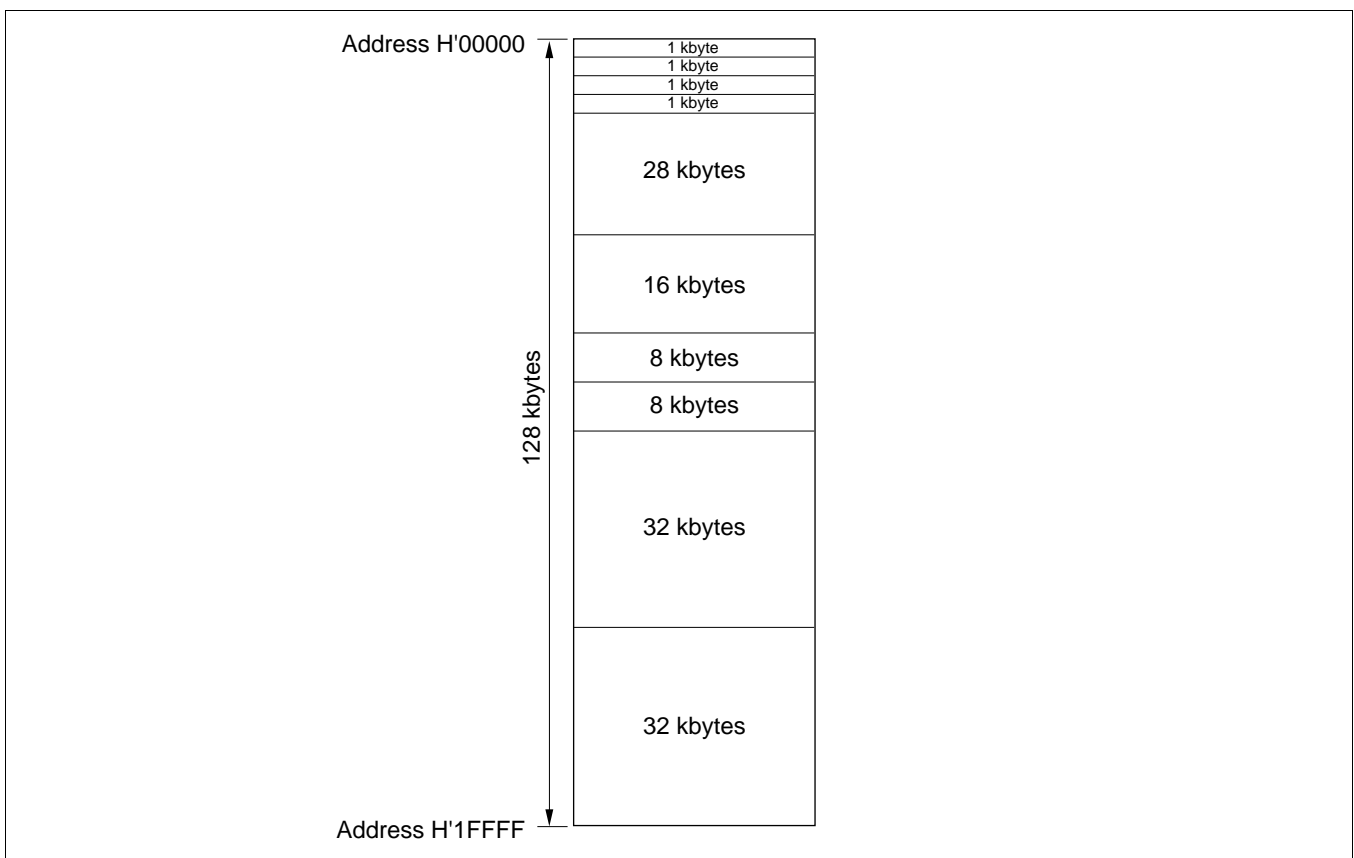 Address H'00000
1 kbyte
1 kbyte
1 kbyte
1 kbyte
28 kbytes
16 kbytes
8 kbytes
8 kbytes
128 kbytes
32 kbytes
32 kbytes
Address H'1FFFF